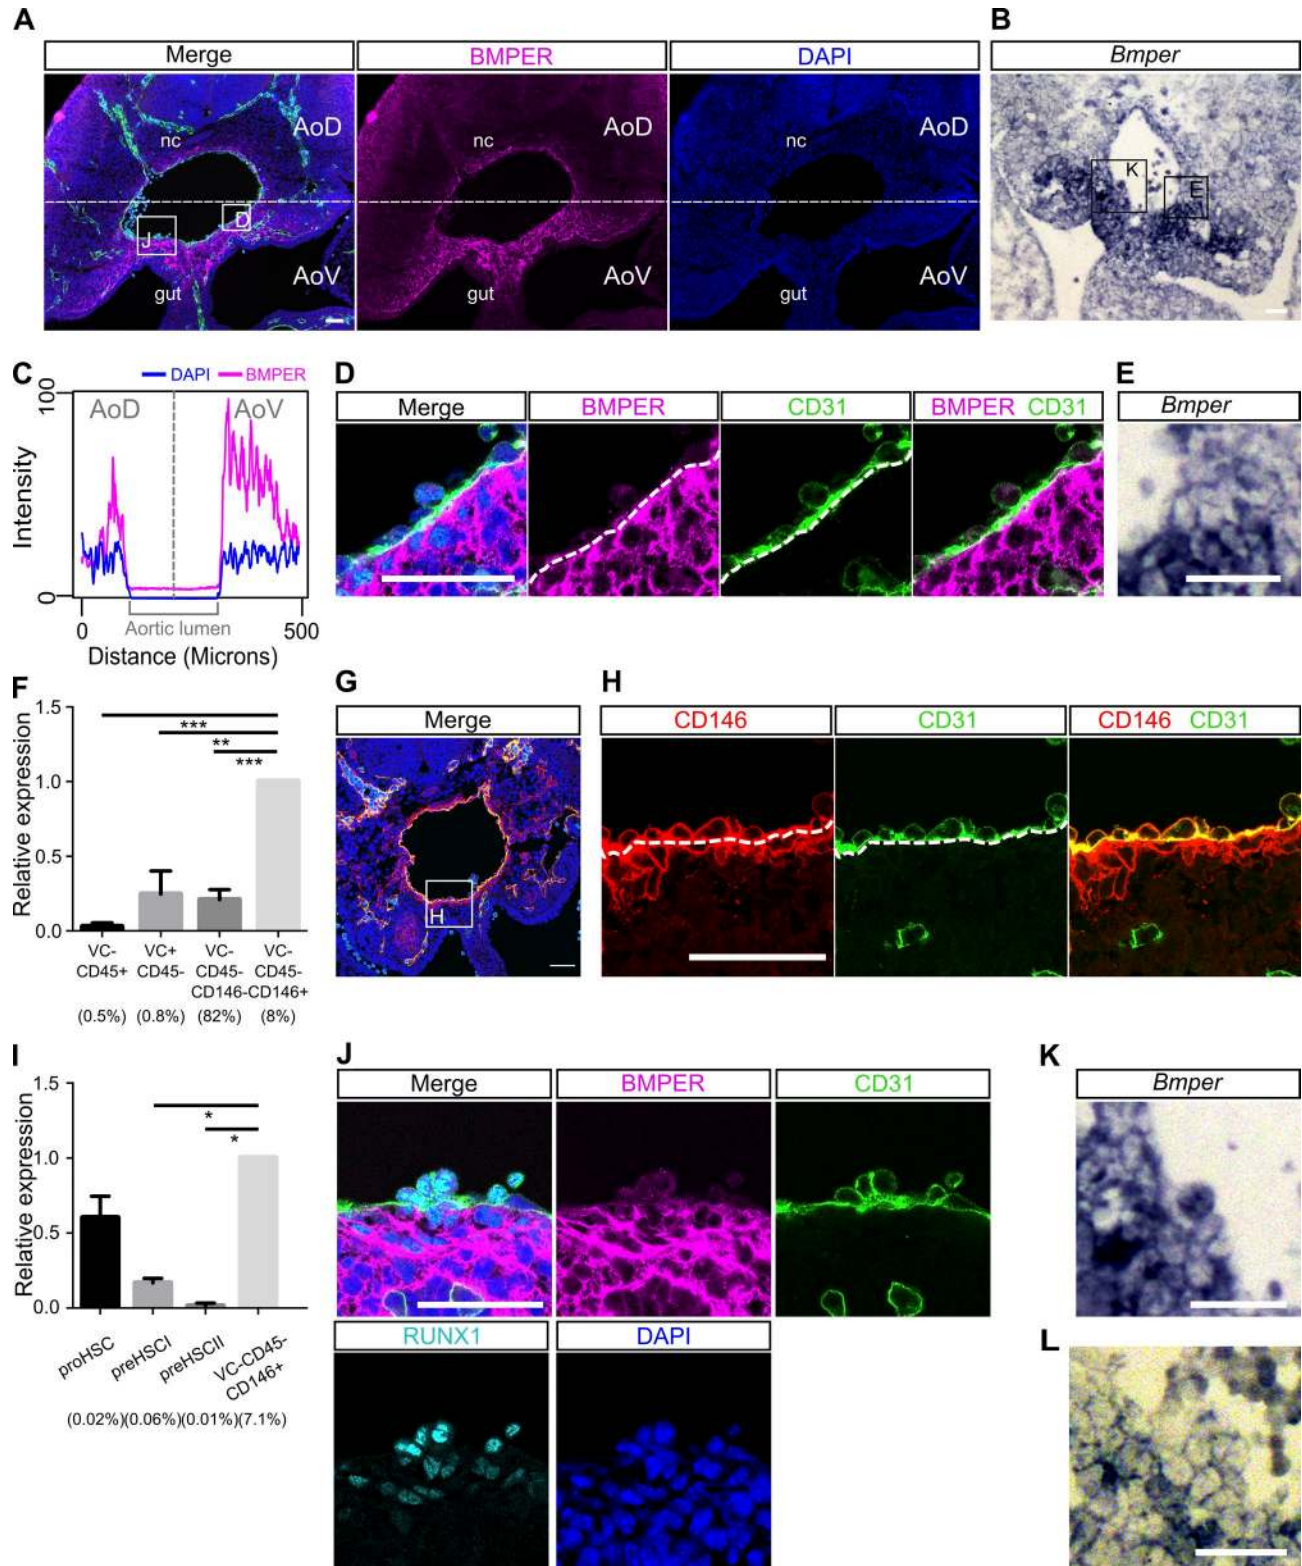 A
Merge
BMPER
DAPI
nc
AoD
J
D
gut
AoV
nc
AoD
gut
AoV
nc
AoD
gut
AoV
B
Bmper
K
E
C
DAPI BMPER
100
AoD
AoV
Intensity
0
Aortic lumen
0
500
Distance (Microns)
D
Merge
BMPER
CD31
BMPER CD31
E
Bmper
F
1.5
***
**
***
1.0
0.5
0.0
Relative expression
VC-
CD45+
(0.5%)
VC+
CD45-
(0.8%)
VC-
CD45-
CD146-
(82%)
VC-
CD45-
CD146+
(8%)
G
Merge
H
H
CD146
CD31
CD146 CD31
I
1.5
*
*
1.0
0.5
0.0
Relative expression
proHSC
preHSCI
preHSCII
VC-CD45-
CD146+
(0.02%)(0.06%)(0.01%)(7.1%)
J
Merge
BMPER
CD31
RUNX1
DAPI
K
Bmper
L